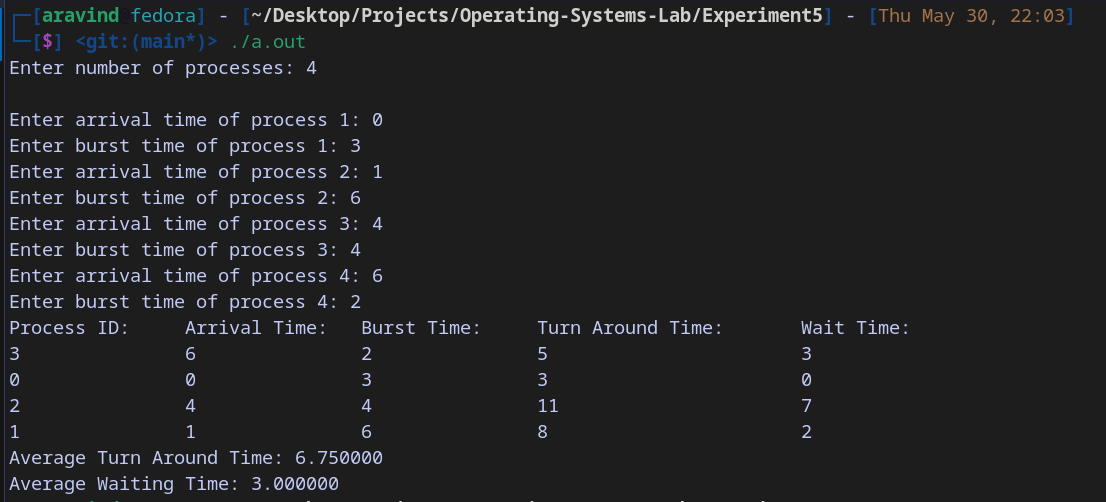 ┌─[aravind fedora] - [~/Desktop/Projects/Operating-Systems-Lab/Experiment5] - [Thu May 30, 22:03]
└─[$] <git:(main*)> ./a.out
Enter number of processes: 4

Enter arrival time of process 1: 0
Enter burst time of process 1: 3
Enter arrival time of process 2: 1
Enter burst time of process 2: 6
Enter arrival time of process 3: 4
Enter burst time of process 3: 4
Enter arrival time of process 4: 6
Enter burst time of process 4: 2
Process ID:     Arrival Time:   Burst Time:     Turn Around Time:       Wait Time:
3               6               2               5                       3
0               0               3               3                       0
2               4               4               11                      7
1               1               6               8                       2
Average Turn Around Time: 6.750000
Average Waiting Time: 3.000000